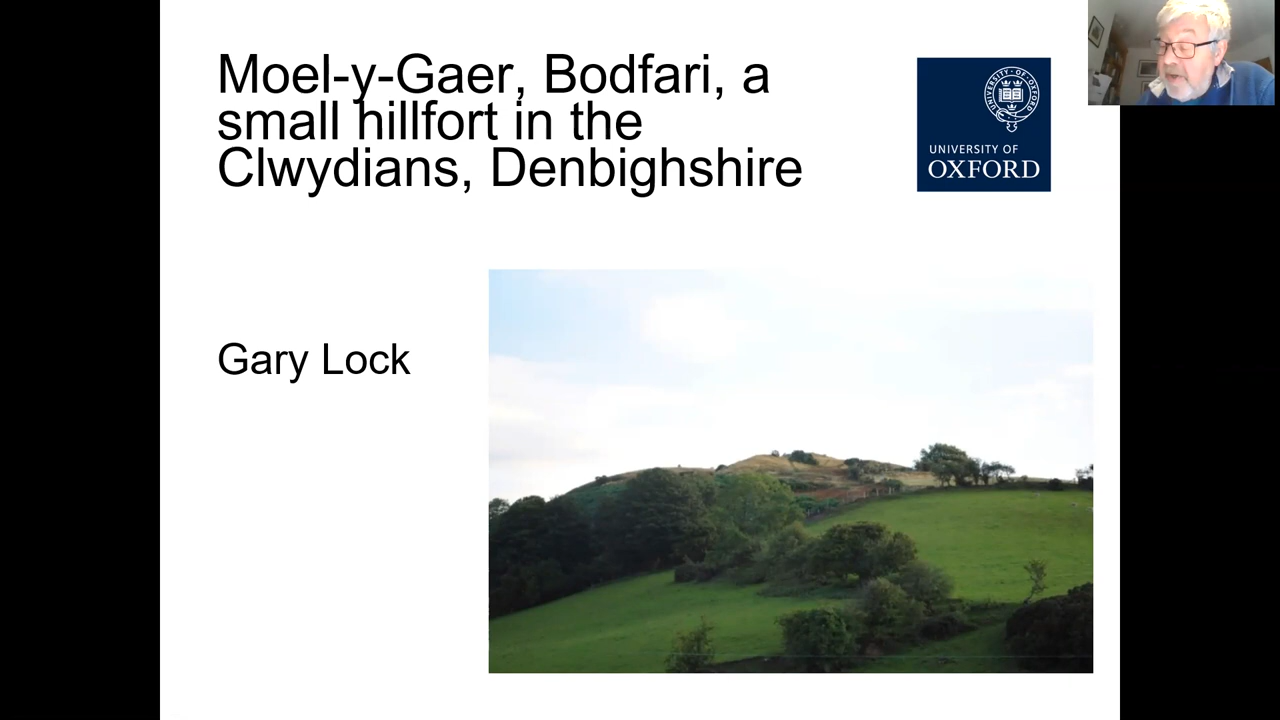 Moel-y-Gaer, Bodfari, a
small hillfort in the
Clwydians, Denbighshire
UNIVERSITY OF
OXFORD
Gary Lock